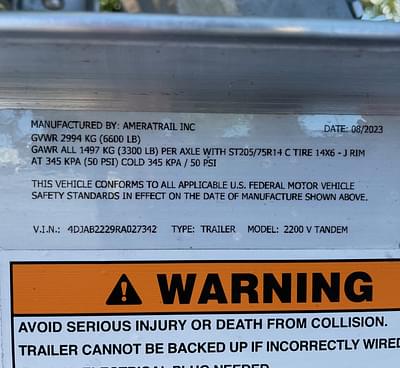 MANUFACTURED BY: AMERATRAIL INC DATE: 08/2023
GVWR 2994 KG (6600 LB)
GAWR ALL 1497 KG (3300 LB) PER AXLE WITH ST205/75R14 C TIRE 14X6 - J RIM
AT 345 KPA (50 PSI) COLD 345 KPA / 50 PSI
THIS VEHICLE CONFORMS TO ALL APPLICABLE U.S. FEDERAL MOTOR VEHICLE
SAFETY STANDARDS IN EFFECT ON THE DATE OF MANUFACTURE SHOWN ABOVE.
V.I.N.: 4DJAB2229RA027342 TYPE: TRAILER MODEL: 2200 V TANDEM
WARNING
AVOID SERIOUS INJURY OR DEATH FROM COLLISION.
TRAILER CANNOT BE BACKED UP IF INCORRECTLY WIRED
ELECTRICAL PLUG NEEDED